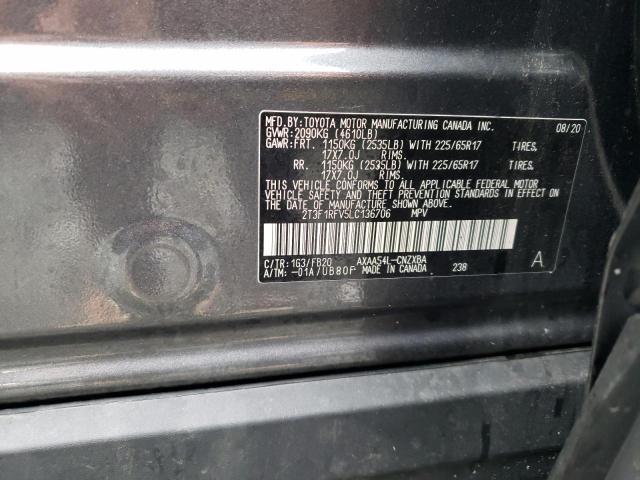 MFD.BY:TOYOTA MOTOR MANUFACTURING CANADA INC. 08/20
GVWR:2090KG (4610LB)
GAWR:FRT. 1150KG (2535LB) WITH 225/65R17 TIRES,
17X7.0J RIMS.
RR. 1150KG (2535LB) WITH 225/65R17 TIRES,
17X7.0J RIMS.
THIS VEHICLE CONFORMS TO ALL APPLICABLE FEDERAL MOTOR
VEHICLE SAFETY AND THEFT PREVENTION STANDARDS IN EFFECT ON
THE DATE OF MANUFACTURE SHOWN ABOVE.
2T3F1RFV5LC136706 MPV
C/TR:1G3/FB20 AXAA54L-CNZXBA
A/TM:-01A/UB80F MADE IN CANADA 238 A